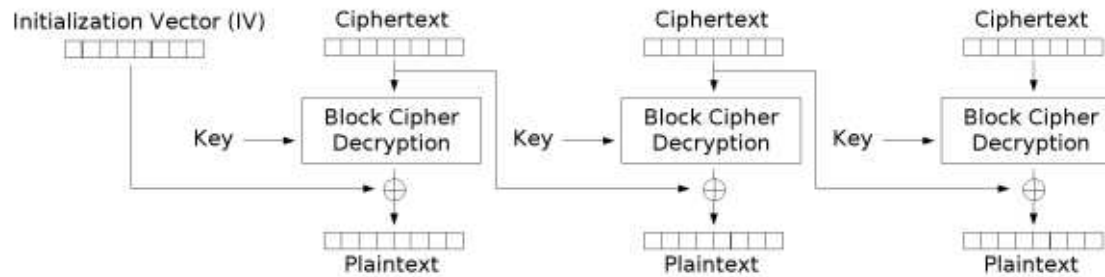 Initialization Vector (IV)
Ciphertext
Ciphertext
Ciphertext
Key
Block Cipher
Decryption
Key
Block Cipher
Decryption
Key
Block Cipher
Decryption
Plaintext
Plaintext
Plaintext